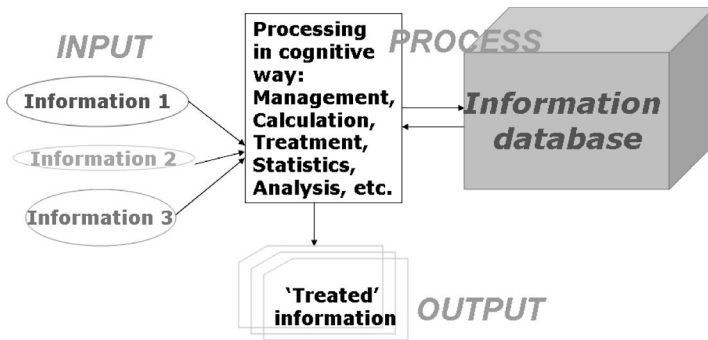 INPUT
Information 1
Information 2
Information 3
Processing
in cognitive
way:
Management,
Calculation,
Treatment,
Statistics,
Analysis, etc.
PROCESS
Information
database
‘Treated’
information
OUTPUT